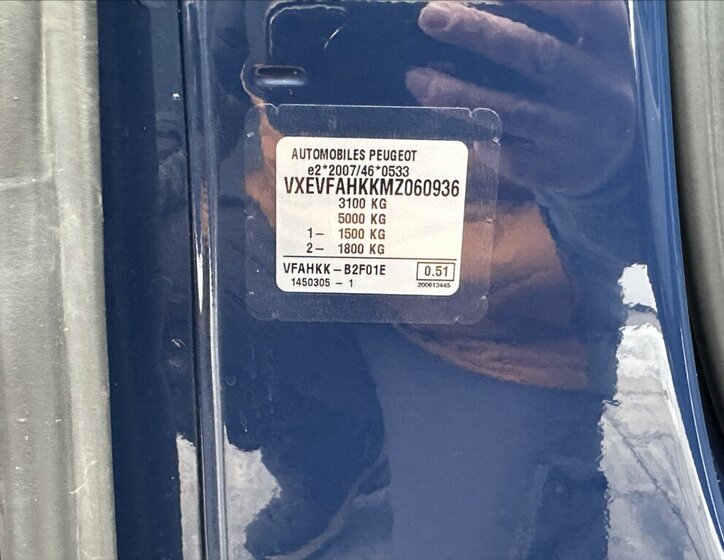 AUTOMOBILES PEUGEOT
e2*2007/46*0533
VXEVFAHKKMZ060936
3100 KG
5000 KG
1- 1500 KG
2- 1800 KG
VFAHKK-B2F01E 0.51
1450305 - 1 200613445